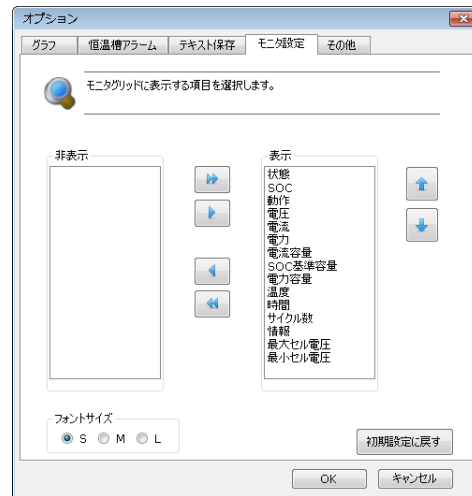 オプション
グラフ
恒温槽アラーム
テキスト保存
モニタ設定
その他
モニタグリッドに表示する項目を選択します。
非表示
表示
状態
SOC
動作
電圧
電流
電力
電流容量
SOC基準容量
電力容量
温度
時間
サイクル数
情報
最大セル電圧
最小セル電圧
フォントサイズ
S M L
初期設定に戻す
OK キャンセル